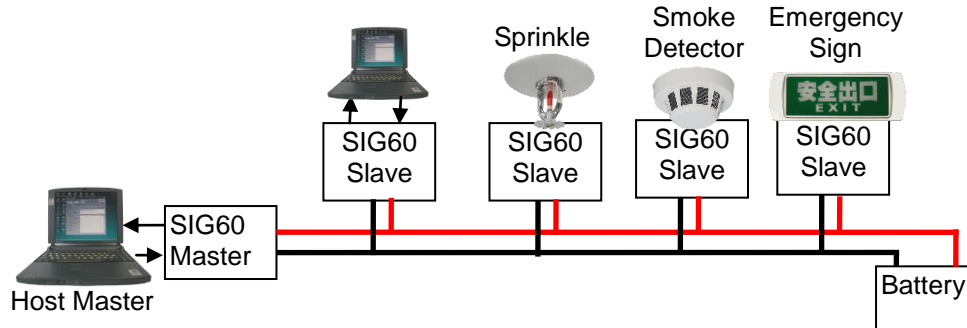 Sprinkle
Smoke
Detector
Emergency
Sign
安全出口
EXIT
SIG60
Slave
SIG60
Slave
SIG60
Slave
SIG60
Slave
SIG60
Master
Host Master
Battery